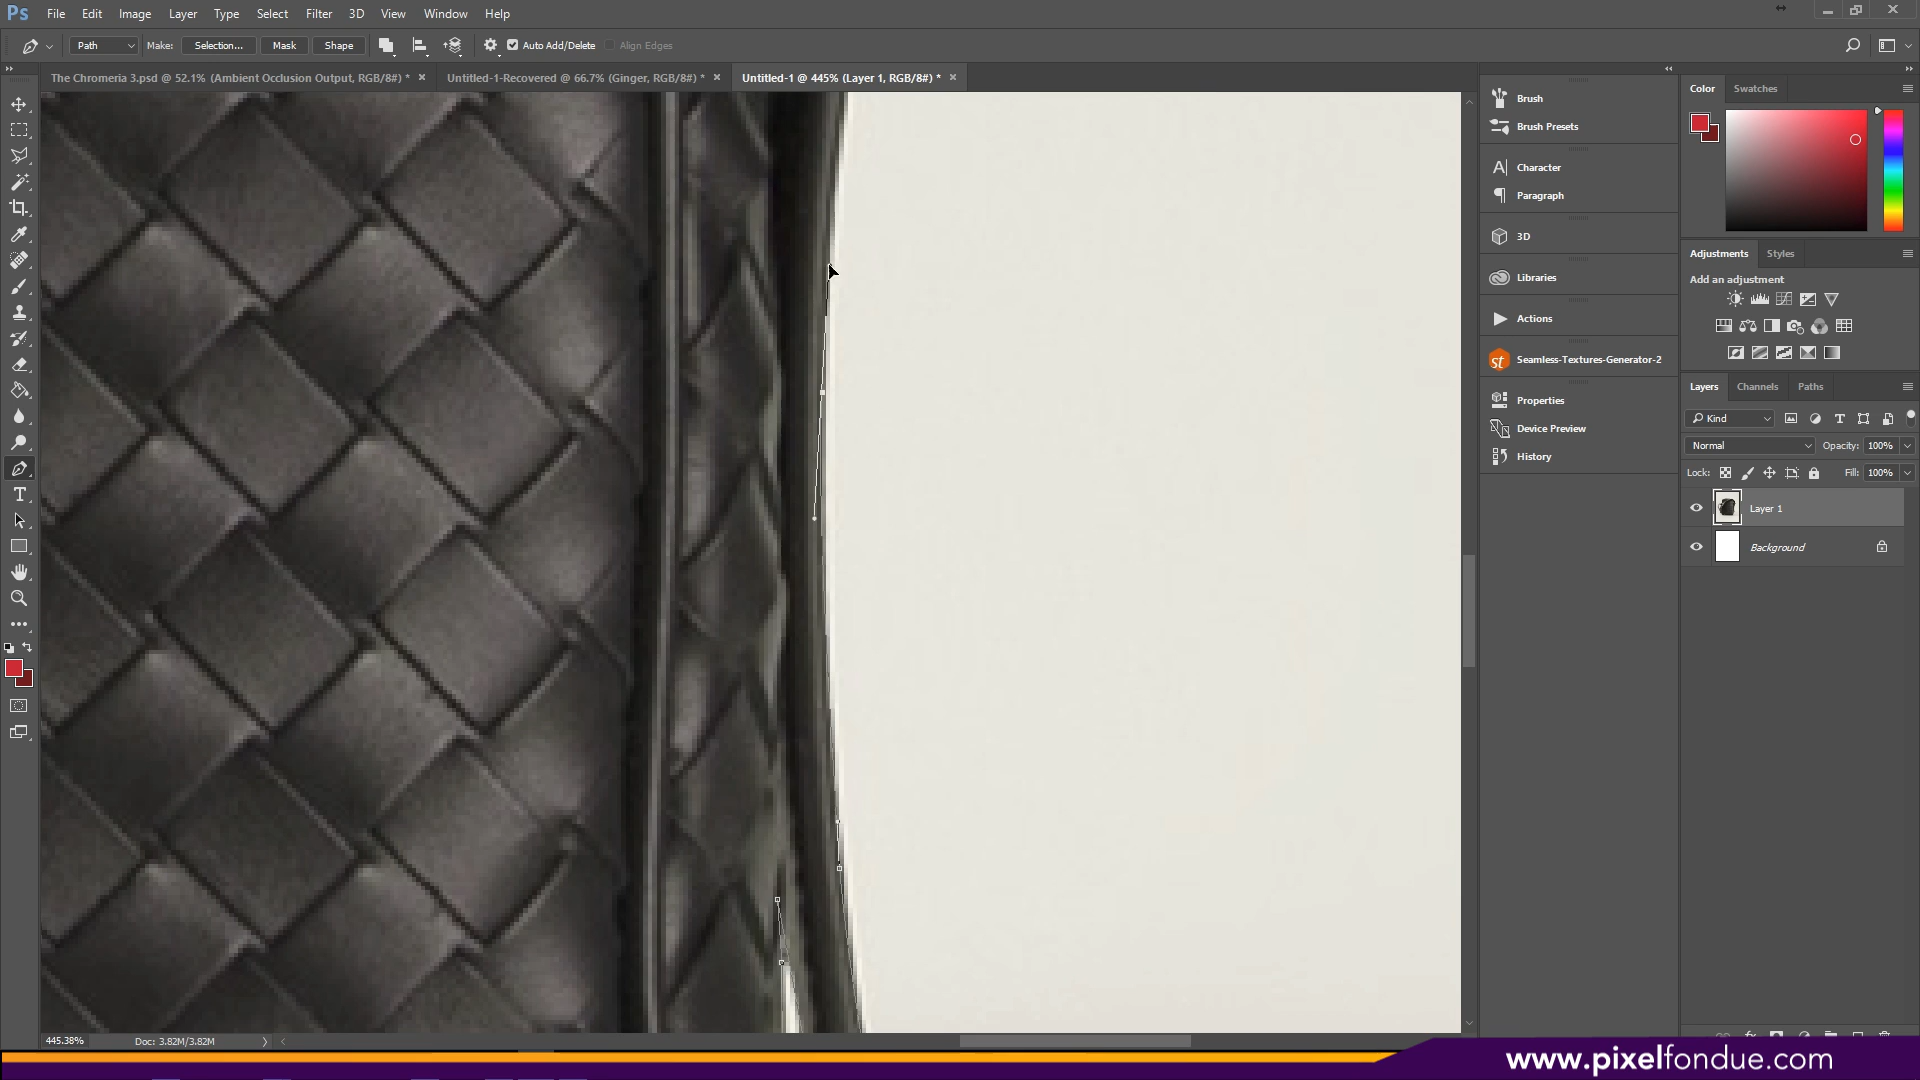 Ps File Edit Image Layer Type Select Filter 3D View Window Help
Path Make: Selection... Mask Shape Auto Add/Delete Align Edges
The Chromeria 3.psd @ 52.1% (Ambient Occlusion Output, RGB/8#) * × Untitled-1-Recovered @ 66.7% (Ginger, RGB/8#) * × Untitled-1 @ 445% (Layer 1, RGB/8#) * ×
Brush
Brush Presets
Character
Paragraph
3D
Libraries
Actions
st Seamless-Textures-Generator-2
Properties
Device Preview
History
Color Swatches
Adjustments Styles
Add an adjustment
Layers Channels Paths
Kind
Normal Opacity: 100%
Lock: Fill: 100%
Layer 1
Background
445.38% Doc: 3.82M/3.82M
www.pixelfondue.com